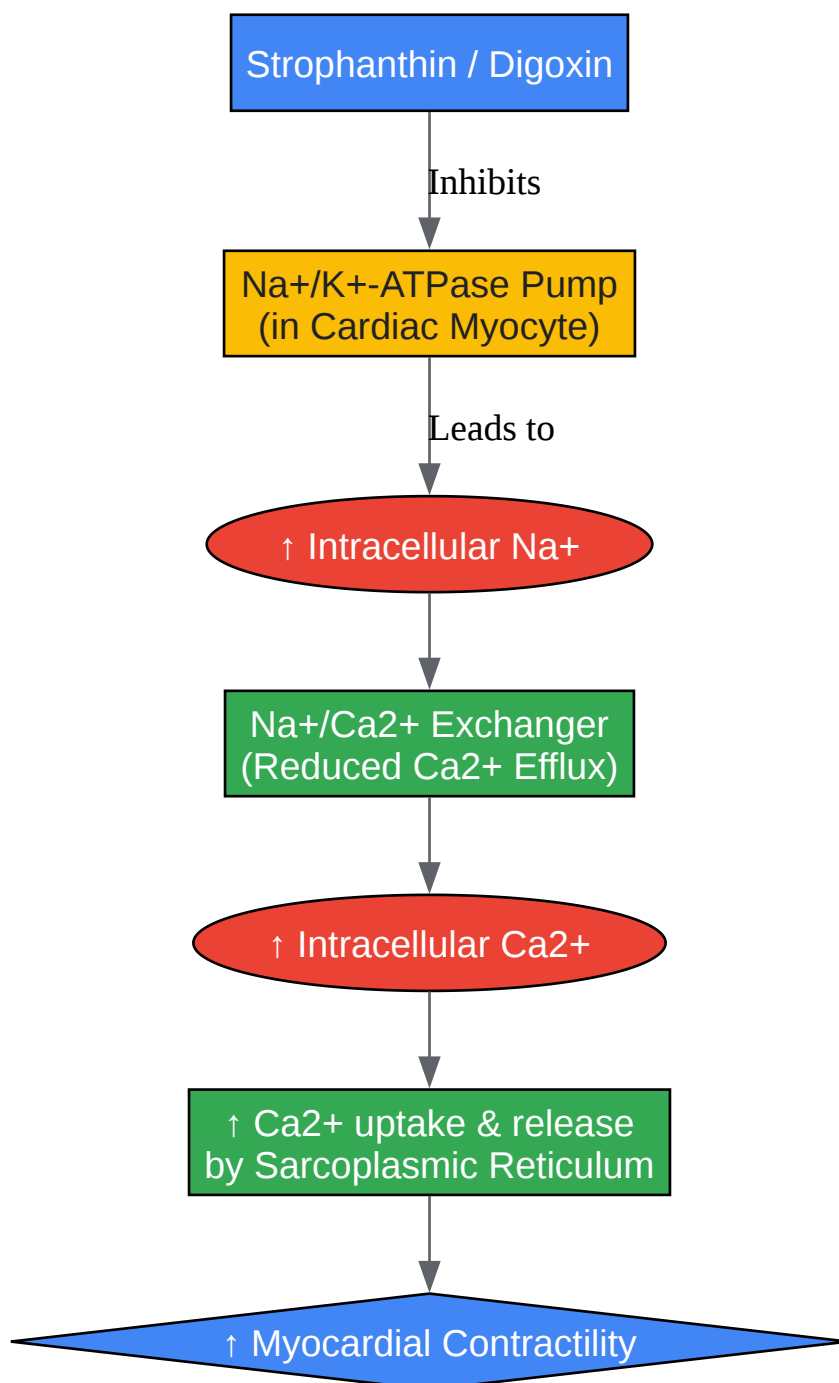 Strophanthin / Digoxin
Inhibits
Na+/K+-ATPase Pump
(in Cardiac Myocyte)
Leads to
↑ Intracellular Na+
Na+/Ca2+ Exchanger
(Reduced Ca2+ Efflux)
↑ Intracellular Ca2+
↑ Ca2+ uptake & release
by Sarcoplasmic Reticulum
↑ Myocardial Contractility